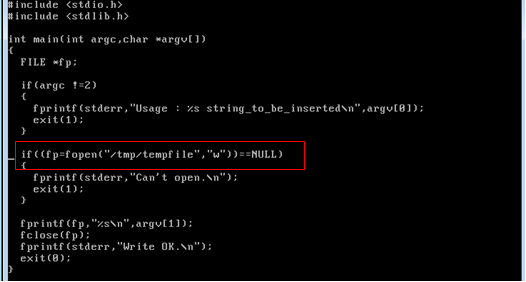 #include <stdio.h>
#include <stdlib.h>
int main(int argc,char *argv[])
{
FILE *fp;
if(argc !=2)
{
fprintf(stderr,"Usage : %s string_to_be_inserted\n",argv[0]);
exit(1);
}
if((fp=fopen("/tmp/tempfile","w"))==NULL)
{
fprintf(stderr,"Can't open.\n");
exit(1);
}
fprintf(fp,"%s\n",argv[1]);
fclose(fp);
fprintf(stderr,"Write OK.\n");
exit(0);
}